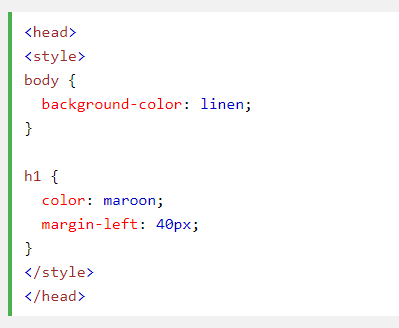 <head>
<style>
body {
  background-color: linen;
}

h1 {
  color: maroon;
  margin-left: 40px;
}
</style>
</head>